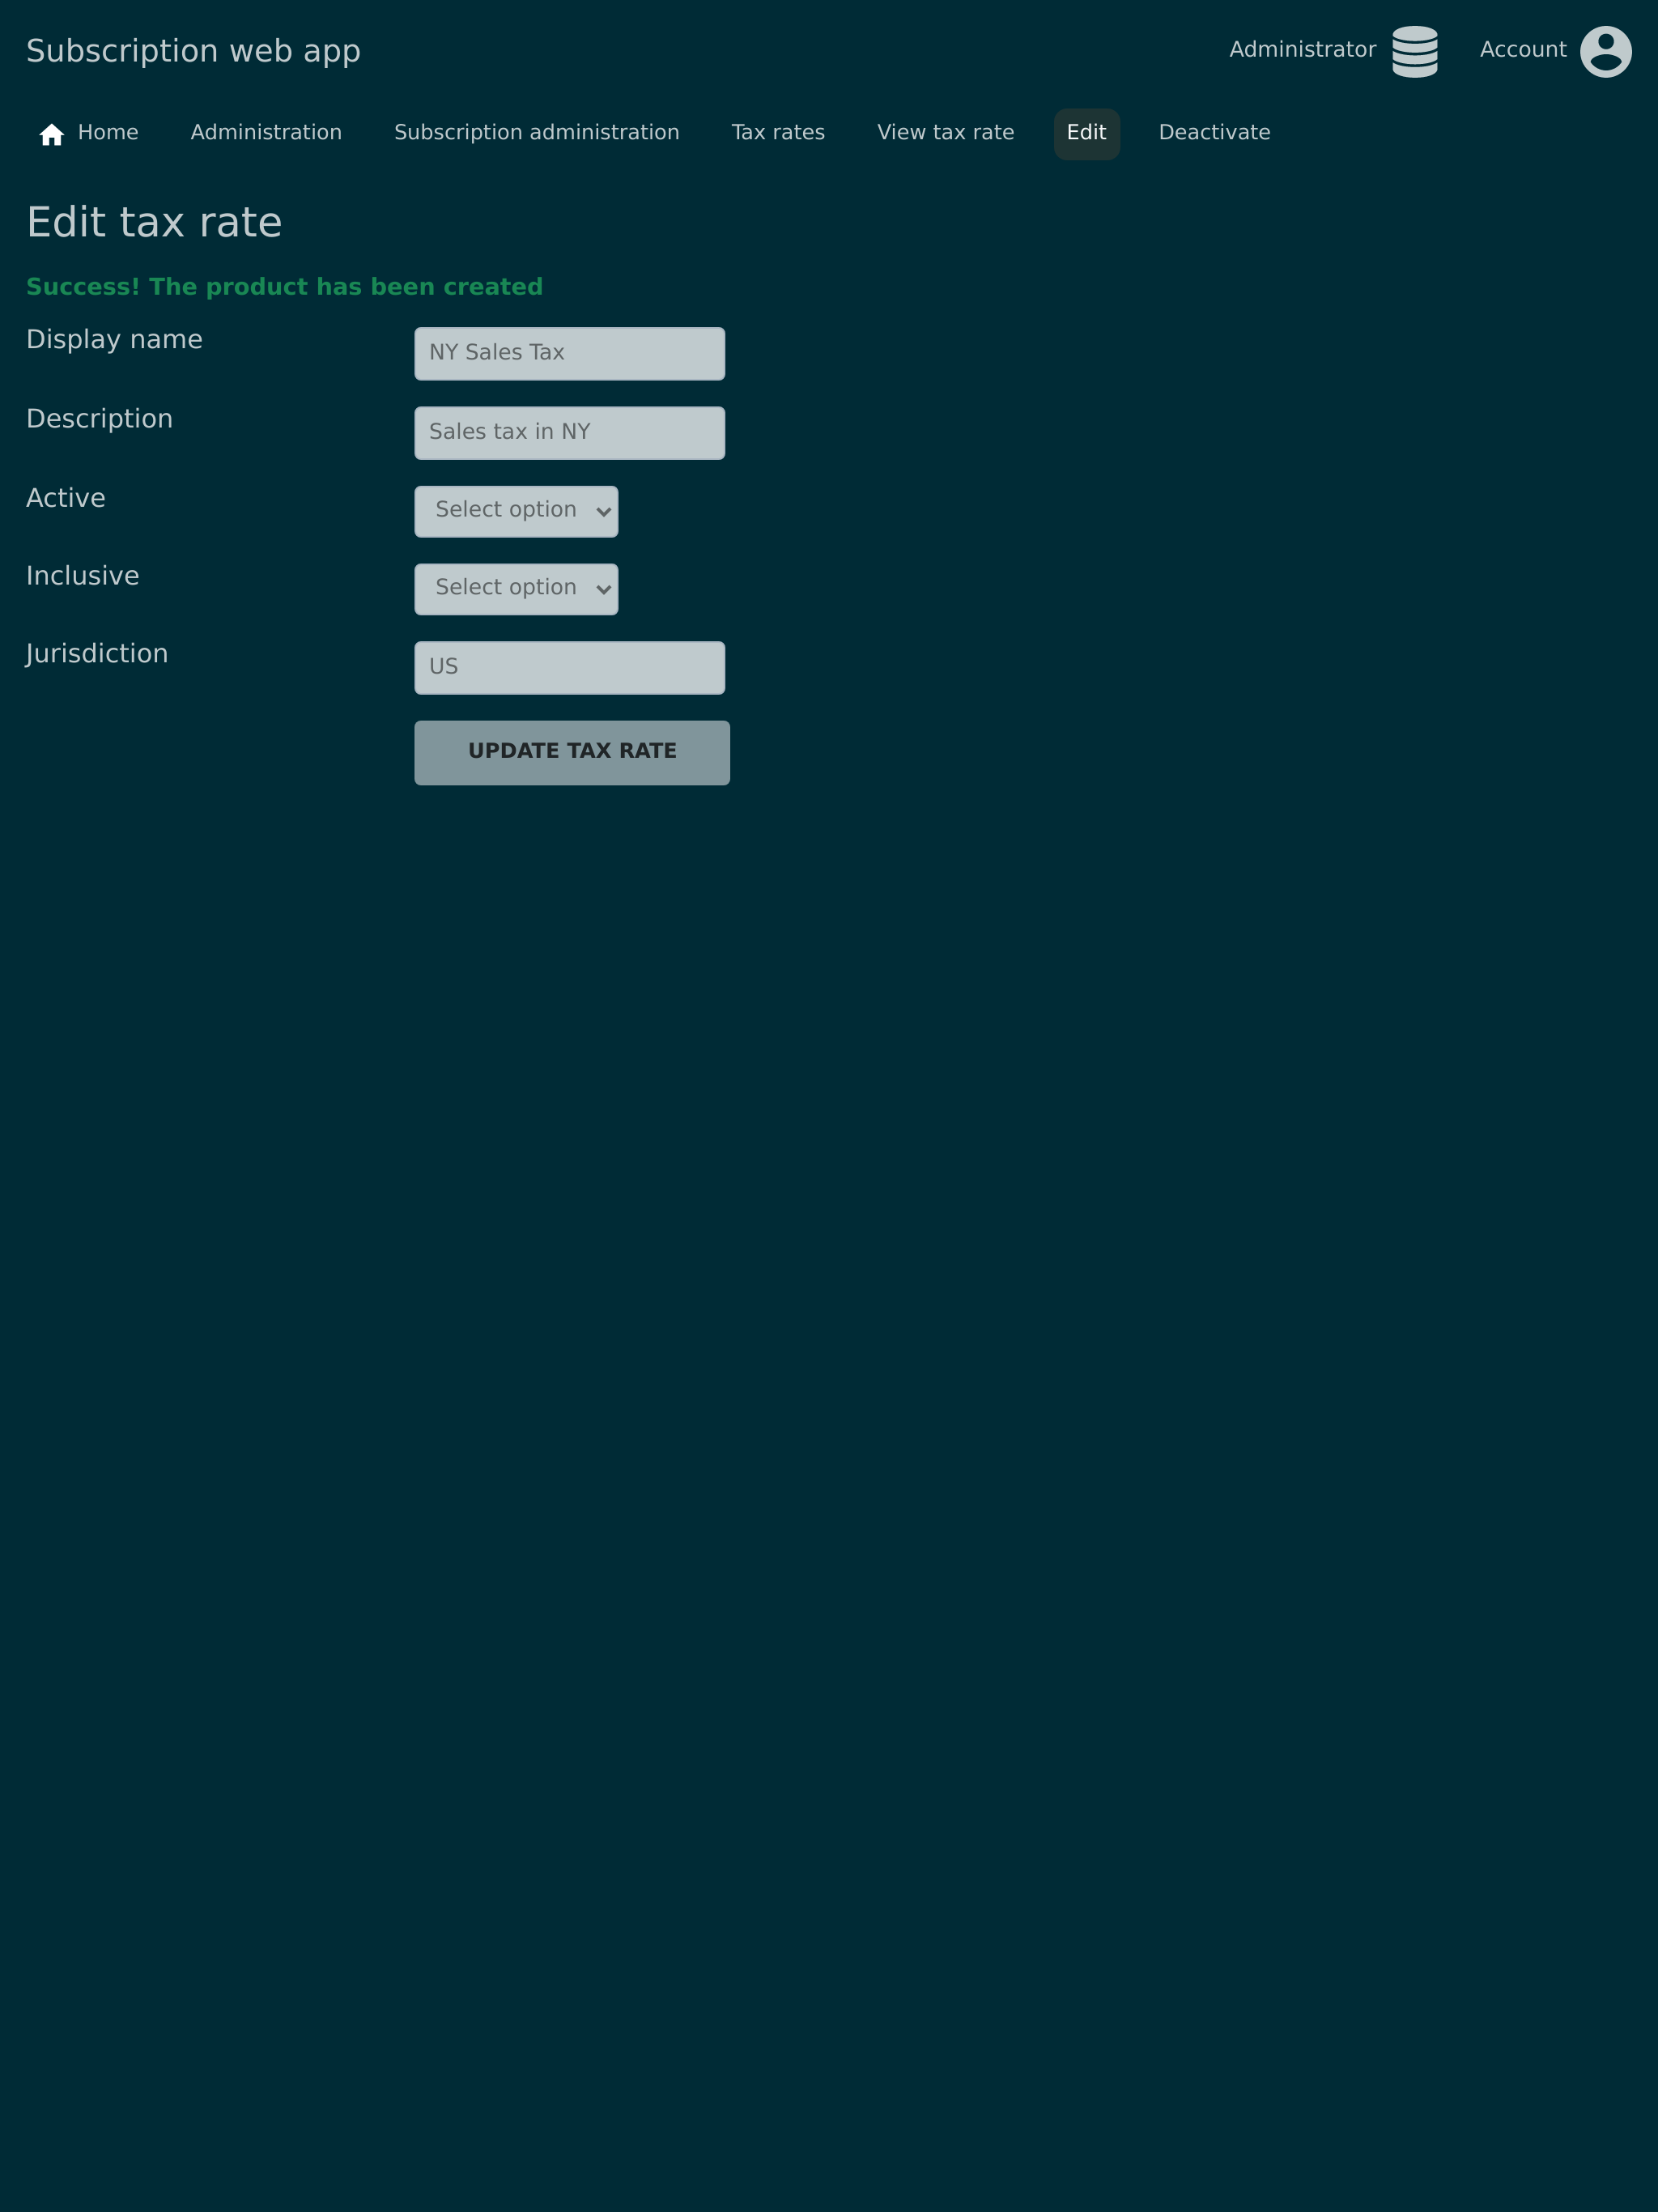 Subscription web app
Administrator
Account
Home Administration Subscription administration Tax rates View tax rate Edit Deactivate
Edit tax rate
Success! The product has been created
Display name
NY Sales Tax
Description
Sales tax in NY
Active
Select option
Inclusive
Select option
Jurisdiction
US
UPDATE TAX RATE